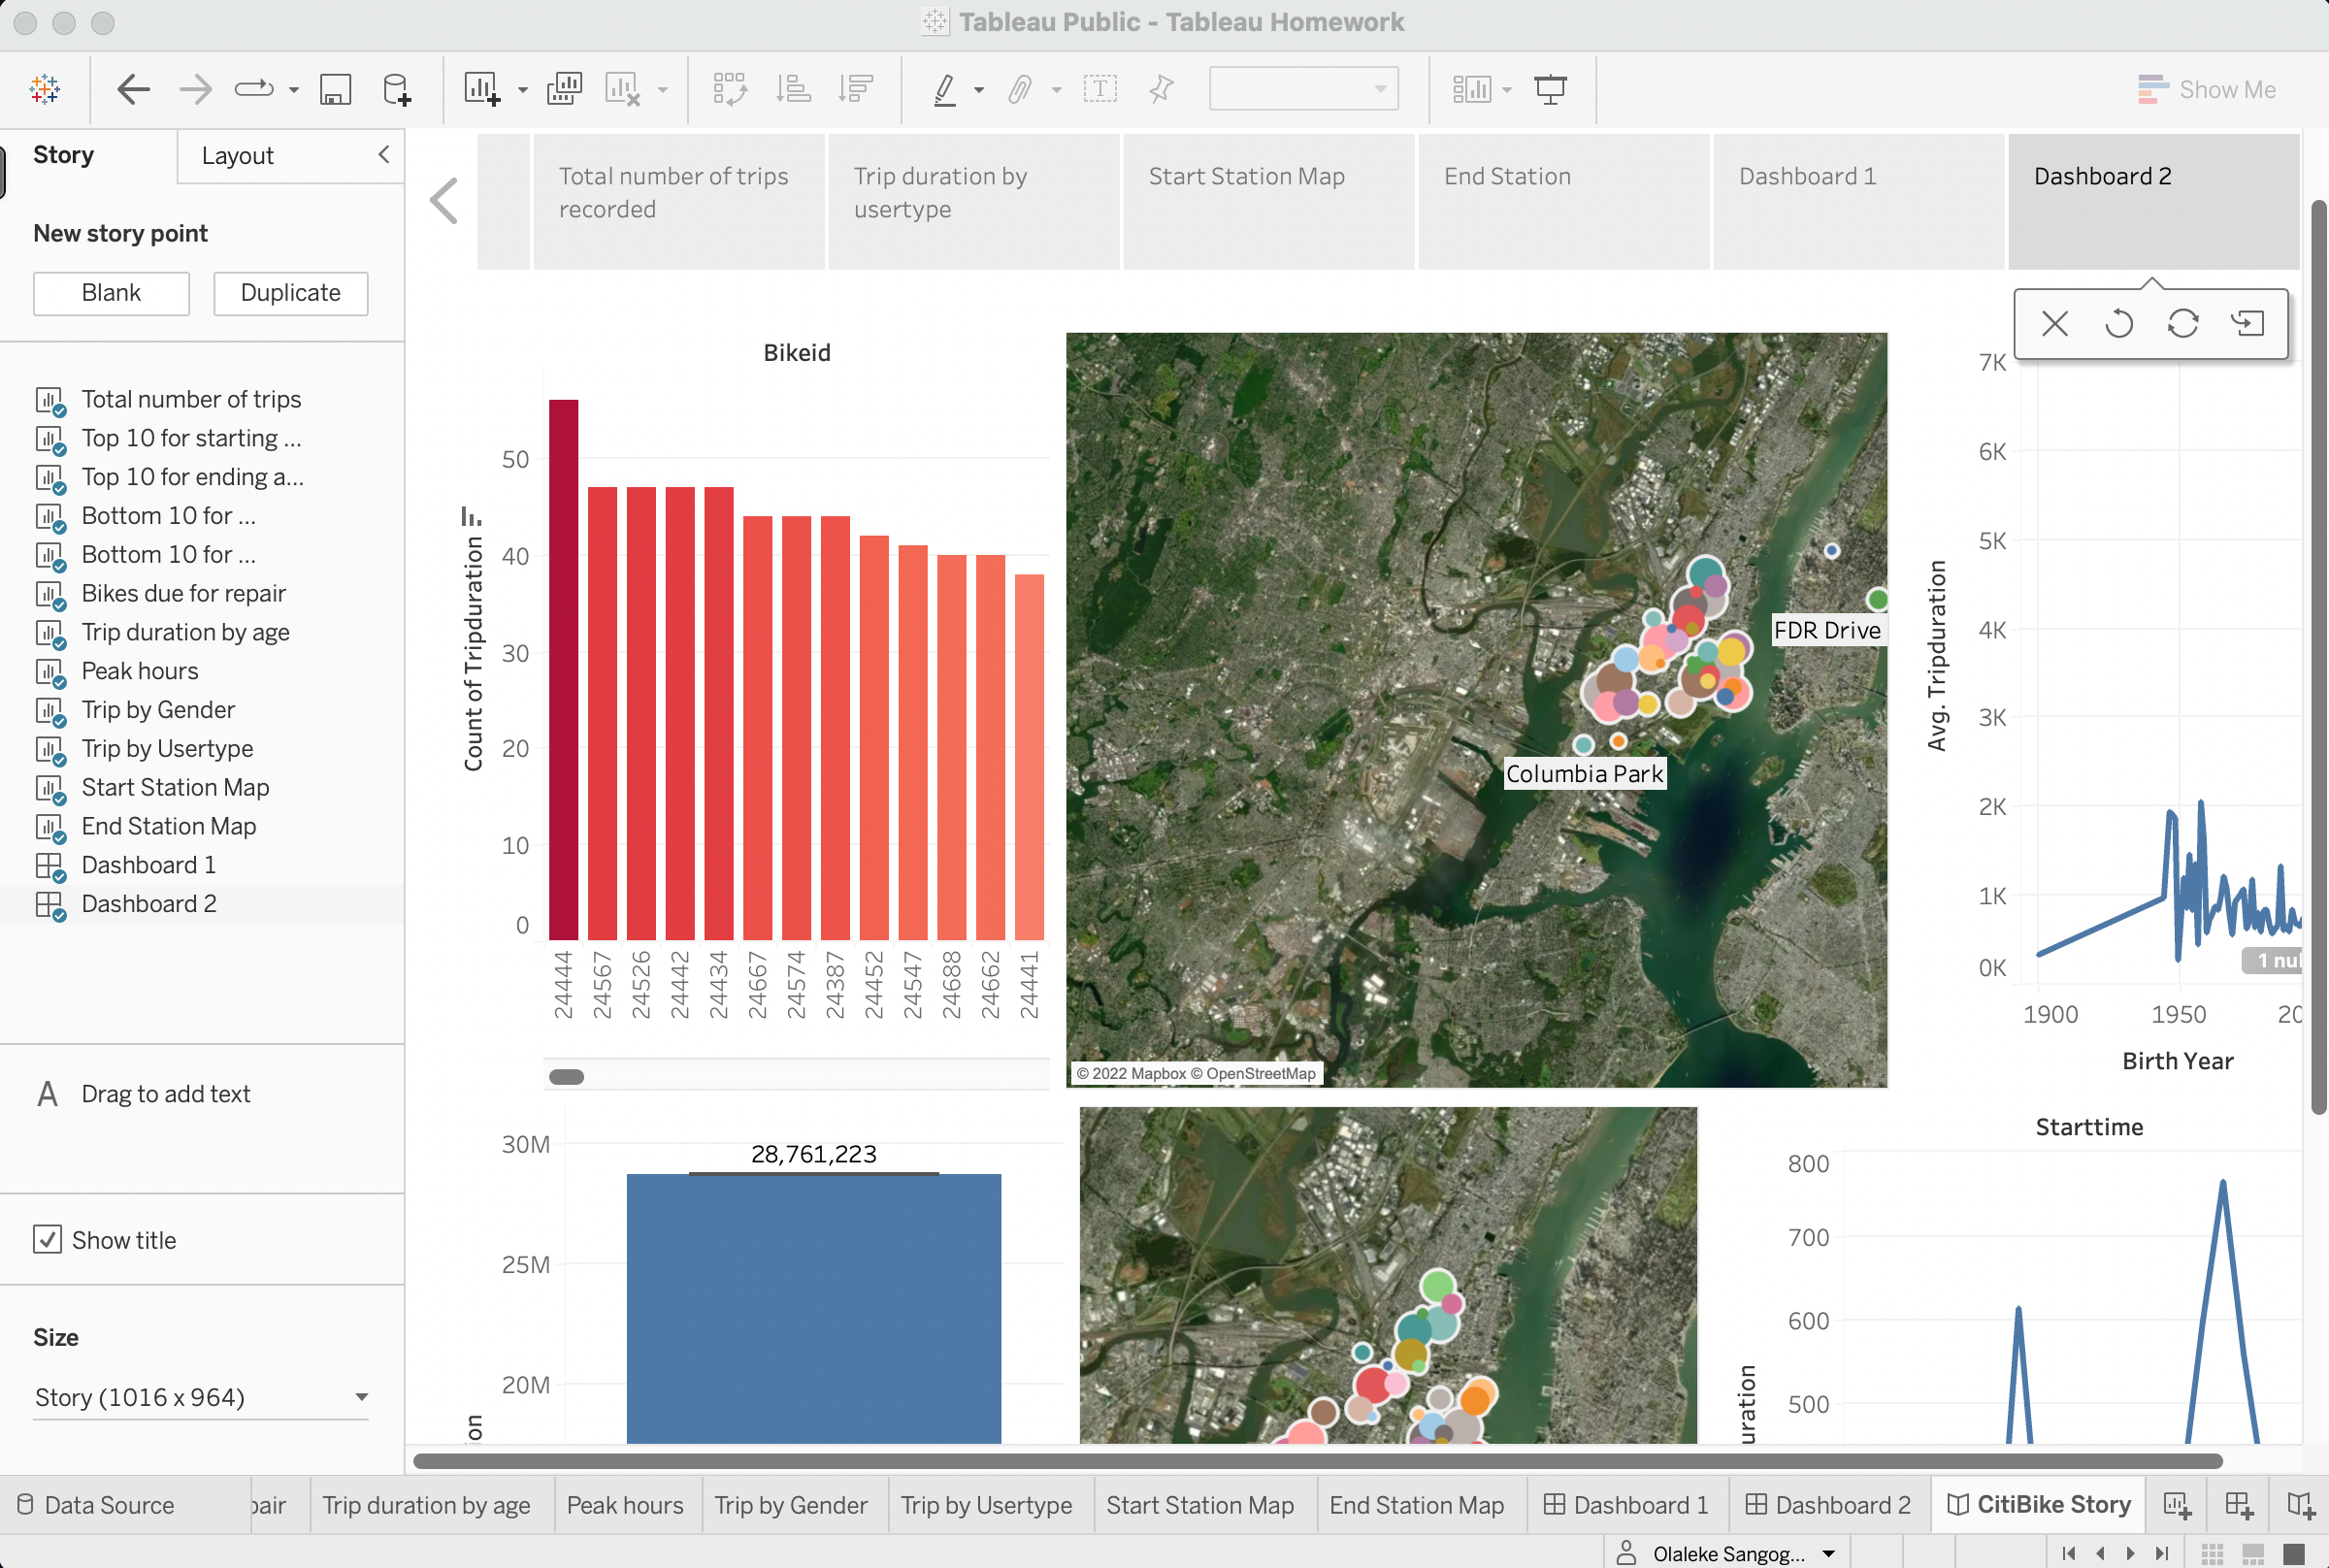 Tableau Public - Tableau Homework
Show Me
Story
Layout
New story point
Blank
Duplicate
Total number of trips
Top 10 for starting ...
Top 10 for ending a...
Bottom 10 for ...
Bottom 10 for ...
Bikes due for repair
Trip duration by age
Peak hours
Trip by Gender
Trip by Usertype
Start Station Map
End Station Map
Dashboard 1
Dashboard 2
A Drag to add text
Show title
Size
Story (1016 x 964)
Total number of trips
recorded
Trip duration by
usertype
Start Station Map
End Station
Dashboard 1
Dashboard 2
Bikeid
Count of Tripduration
50
40
30
20
10
0
24444
24567
24526
24442
24434
24667
24574
24387
24452
24547
24688
24662
24441
FDR Drive
Columbia Park
© 2022 Mapbox © OpenStreetMap
Avg. Tripduration
7K
6K
5K
4K
3K
2K
1K
0K
1 nul
1900
1950
20
Birth Year
30M
25M
20M
28,761,223
ion
Starttime
800
700
600
500
uration
Data Source
pair
Trip duration by age
Peak hours
Trip by Gender
Trip by Usertype
Start Station Map
End Station Map
Dashboard 1
Dashboard 2
CitiBike Story
Olaleke Sangog...